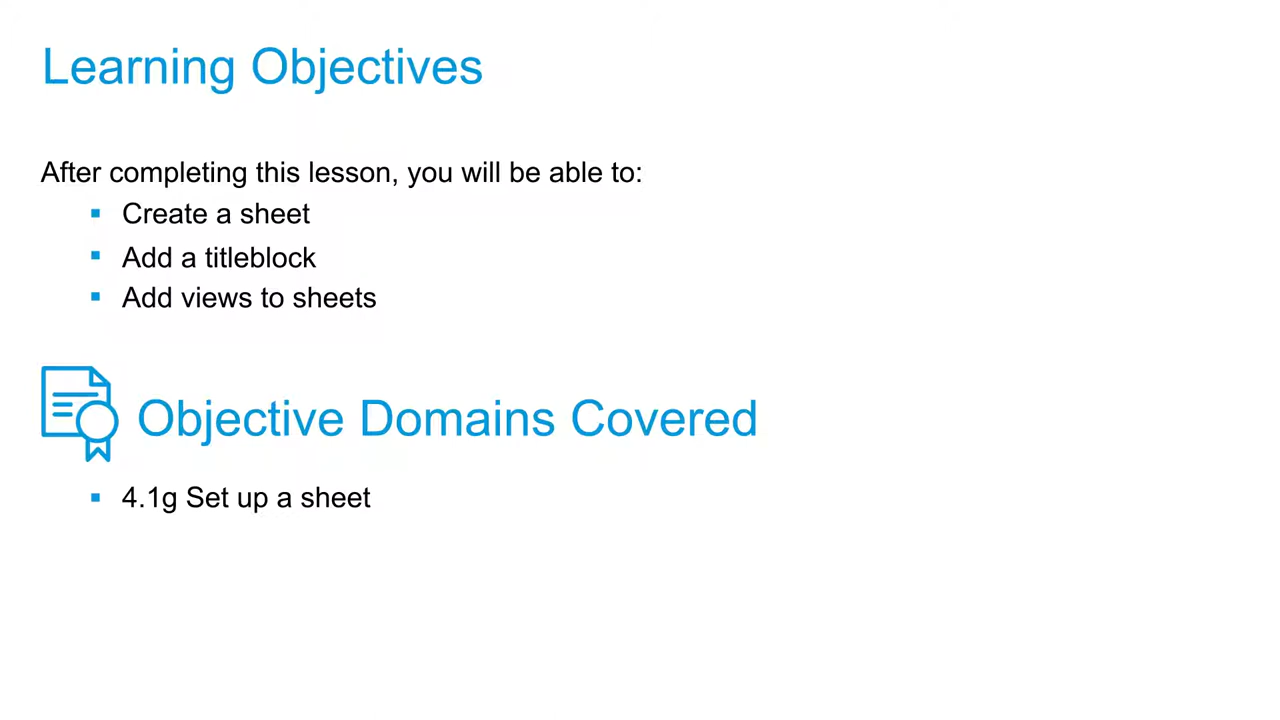 Learning Objectives
After completing this lesson, you will be able to:
▪ Create a sheet
▪ Add a titleblock
▪ Add views to sheets
Objective Domains Covered
▪ 4.1g Set up a sheet